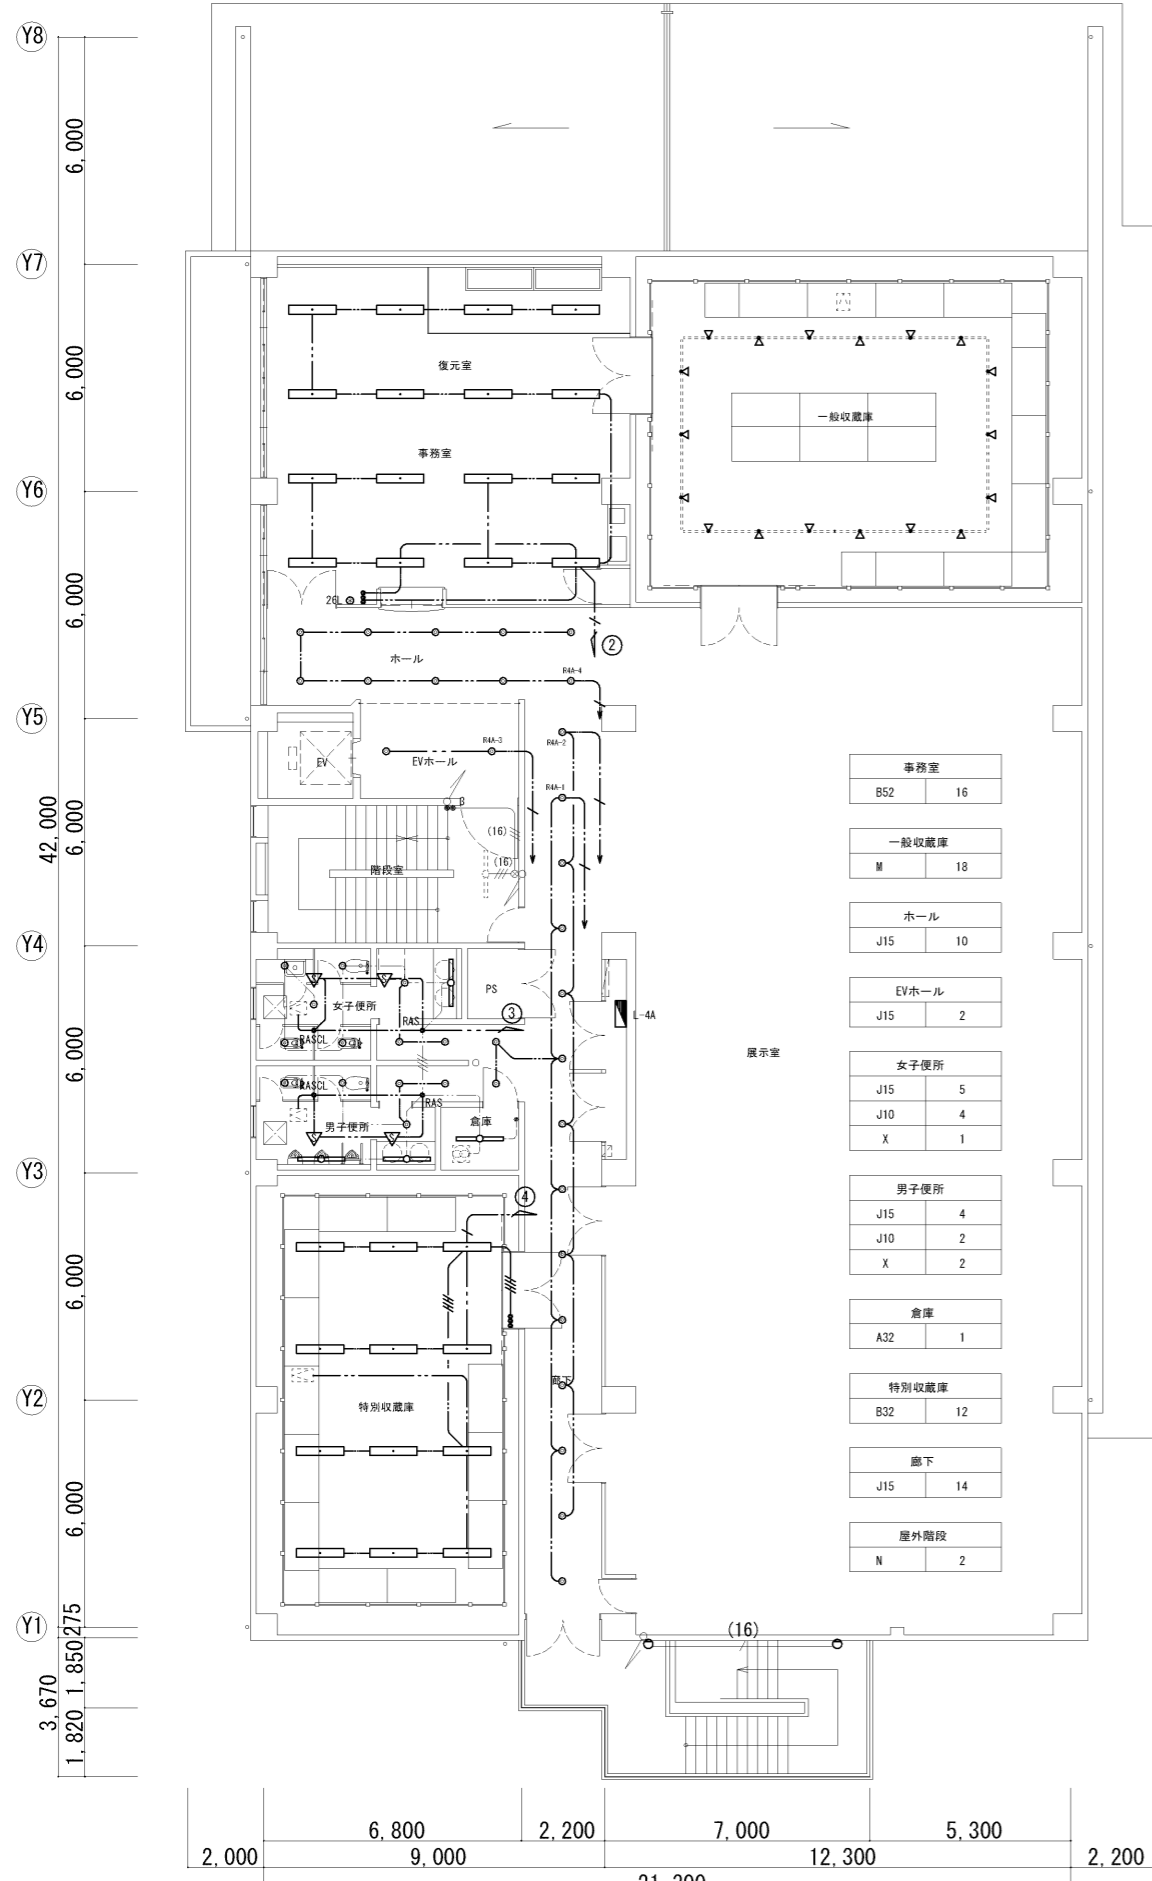 Y8
6,000
Y7
6,000
復元室
一般収蔵庫
事務室
Y6
6,000
26L
ホール
2
R4A-4
Y5
R4A-3
R4A-2
EV
EVホール
R4A-1
3
42,000
6,000
(16)
(16)
階段室
Y4
PS
女子便所
3
RAS
RASCL
L-4A
6,000
展示室
RASCL
RAS
男子便所
倉庫
Y3
4
6,000
廊下
Y2
特別収蔵庫
6,000
Y1
275
(16)
3,670
1,850
1,820
事務室
B52 16
一般収蔵庫
M 18
ホール
J15 10
EVホール
J15 2
女子便所
J15 5
J10 4
X 1
男子便所
J15 4
J10 2
X 2
倉庫
A32 1
特別収蔵庫
B32 12
廊下
J15 14
屋外階段
N 2
6,800 2,200 7,000 5,300
2,000 9,000 12,300 2,200